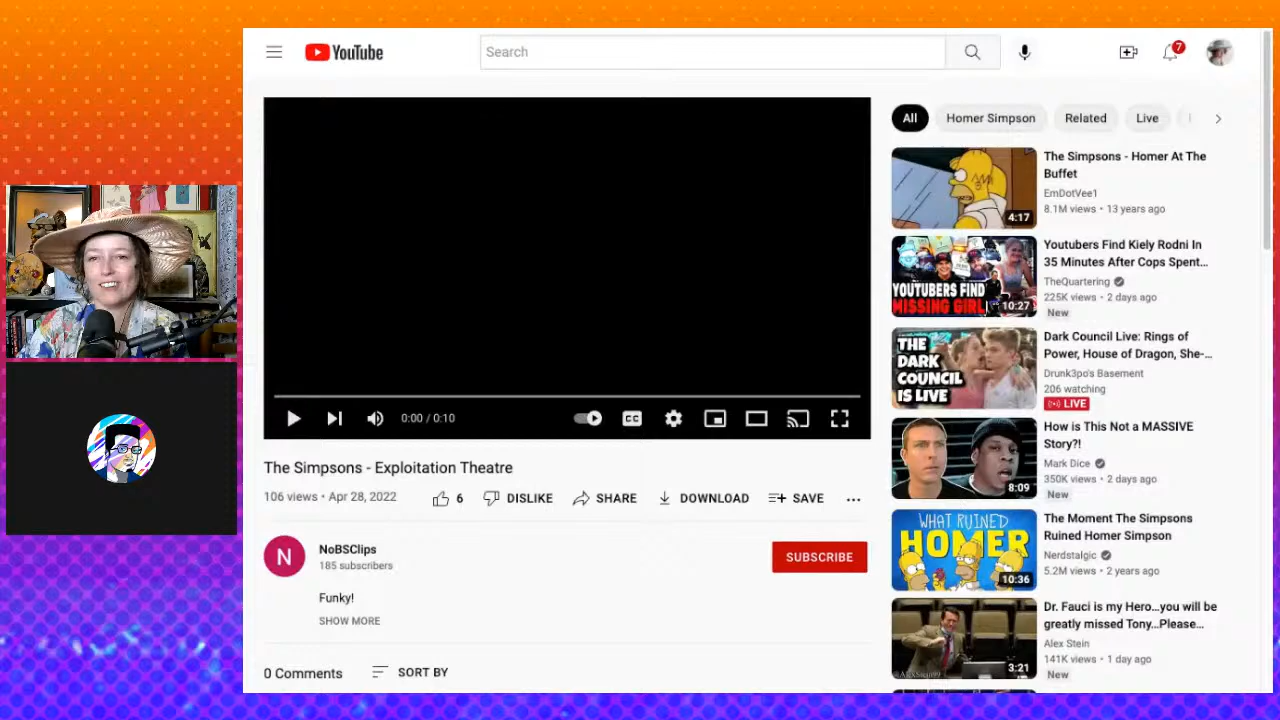 YouTube
Search
7
All
Homer Simpson
Related
Live
The Simpsons - Homer At The
Buffet
EmDotVee1
8.1M views • 13 years ago
4:17
Youtubers Find Kiely Rodni In
35 Minutes After Cops Spent...
TheQuartering
225K views • 2 days ago
New
YOUTUBERS FIND
MISSING GIRL
10:27
Dark Council Live: Rings of
Power, House of Dragon, She-...
Drunk3po's Basement
206 watching
LIVE
THE
DARK
COUNCIL
IS LIVE
How is This Not a MASSIVE
Story?!
Mark Dice
350K views • 2 days ago
New
8:09
The Moment The Simpsons
Ruined Homer Simpson
Nerdstalgic
5.2M views • 2 years ago
WHAT RUINED
HOMER
10:36
Dr. Fauci is my Hero...you will be
greatly missed Tony...Please...
Alex Stein
141K views • 1 day ago
New
3:21
0:00 / 0:10
CC
The Simpsons - Exploitation Theatre
106 views • Apr 28, 2022
6
DISLIKE
SHARE
DOWNLOAD
SAVE
N
NoBSClips
185 subscribers
SUBSCRIBE
Funky!
SHOW MORE
0 Comments
SORT BY